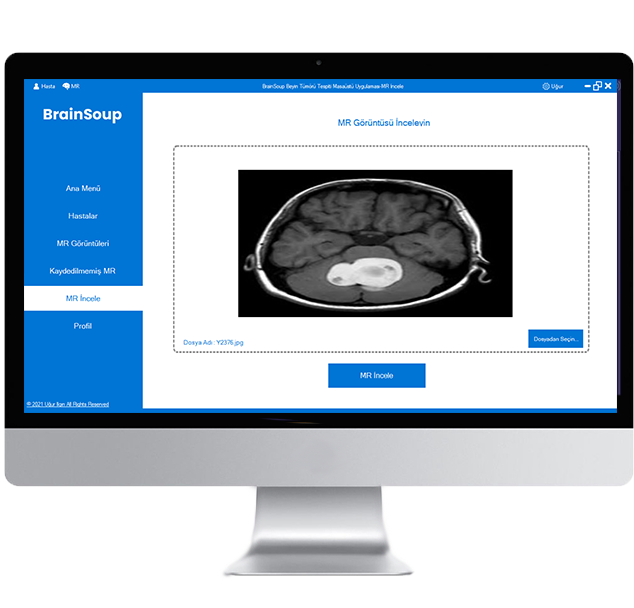 Hasta
MR
BrainSoup Beyin Tümörü Tespiti Masaüstü Uygulaması-MR İncele
Uğur
BrainSoup
MR Görüntüsü İnceleyin
Ana Menü
Hastalar
MR Görüntüleri
Kaydedilmemiş MR
MR İncele
Profil
Dosya Adı : Y2376.jpg
Dosyadan Seçin..
MR İncele
© 2021 Uğur Ilgın All Rights Reserved